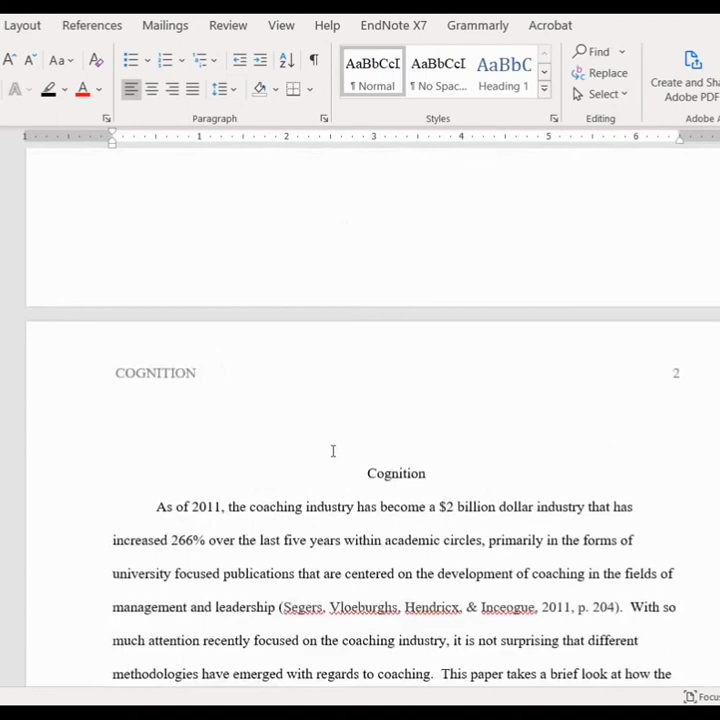 Layout References Mailings Review View Help EndNote X7 Grammarly Acrobat
Aa
AaBbCcI AaBbCcI AaBbC
¶ Normal ¶ No Spac... Heading 1
Find
Replace
Select
Create and Sha
Adobe PDF
Paragraph Styles Editing Adobe A
1 1 2 3 4 5 6
COGNITION 2
Cognition
As of 2011, the coaching industry has become a $2 billion dollar industry that has
increased 266% over the last five years within academic circles, primarily in the forms of
university focused publications that are centered on the development of coaching in the fields of
management and leadership (Segers, Vloeburghs, Hendricx, & Inceogue, 2011, p. 204). With so
much attention recently focused on the coaching industry, it is not surprising that different
methodologies have emerged with regards to coaching. This paper takes a brief look at how the
Focus